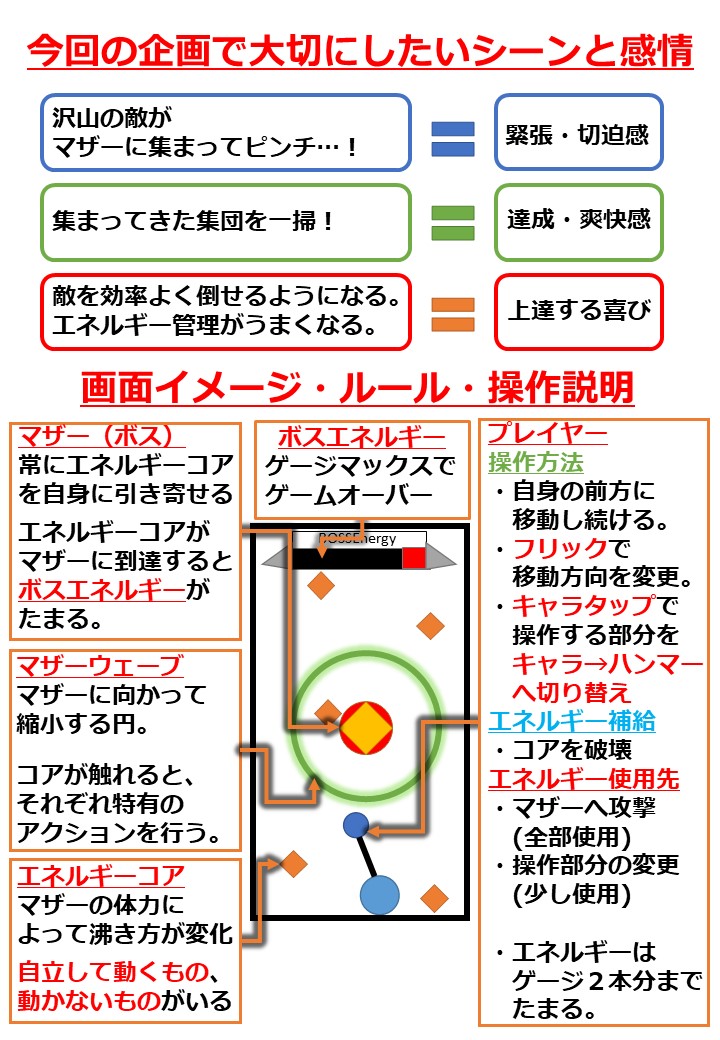 今回の企画で大切にしたいシーンと感情
沢山の敵が
マザーに集まってピンチ…！
緊張・切迫感
集まってきた集団を一掃！
達成・爽快感
敵を効率よく倒せるようになる。
エネルギー管理がうまくなる。
上達する喜び
画面イメージ・ルール・操作説明
マザー（ボス）
常にエネルギーコア
を自身に引き寄せる
エネルギーコアが
マザーに到達すると
ボスエネルギーが
たまる。
ボスエネルギー
ゲージマックスで
ゲームオーバー
BOSSEnergy
マザーウェーブ
マザーに向かって
縮小する円。
コアが触れると、
それぞれ特有の
アクションを行う。
エネルギーコア
マザーの体力に
よって沸き方が変化
自立して動くもの、
動かないものがいる
プレイヤー
操作方法
・自身の前方に
移動し続ける。
・フリックで
移動方向を変更。
・キャラタップで
操作する部分を
キャラ→ハンマー
へ切り替え
エネルギー補給
・コアを破壊
エネルギー使用先
・マザーへ攻撃
(全部使用)
・操作部分の変更
(少し使用)
・エネルギーは
ゲージ２本分まで
たまる。